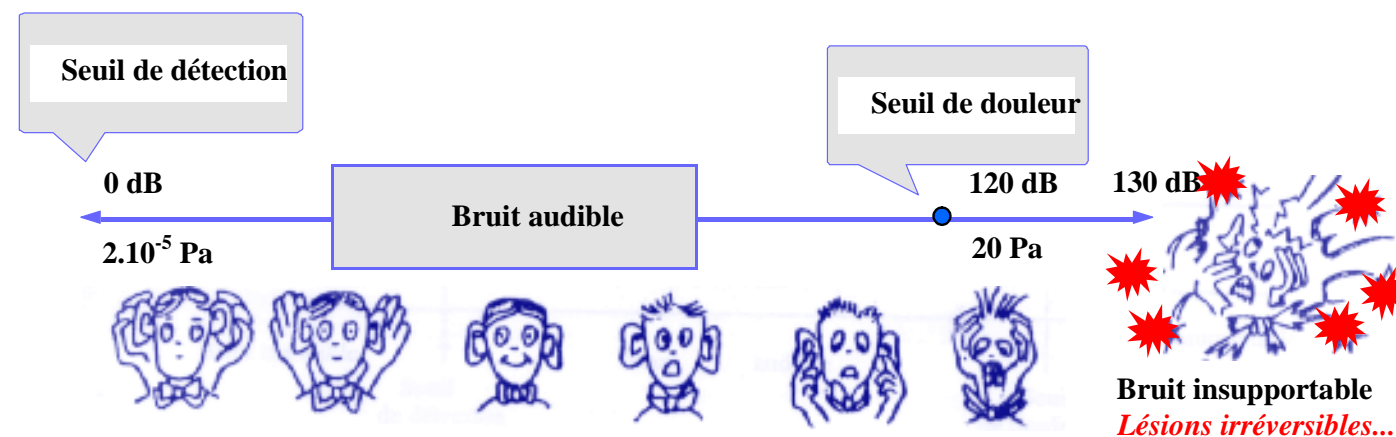 Seuil de détection
Seuil de douleur
0 dB
120 dB
130 dB
Bruit audible
2.10⁻⁵ Pa
20 Pa
Bruit insupportable
Lésions irréversibles...